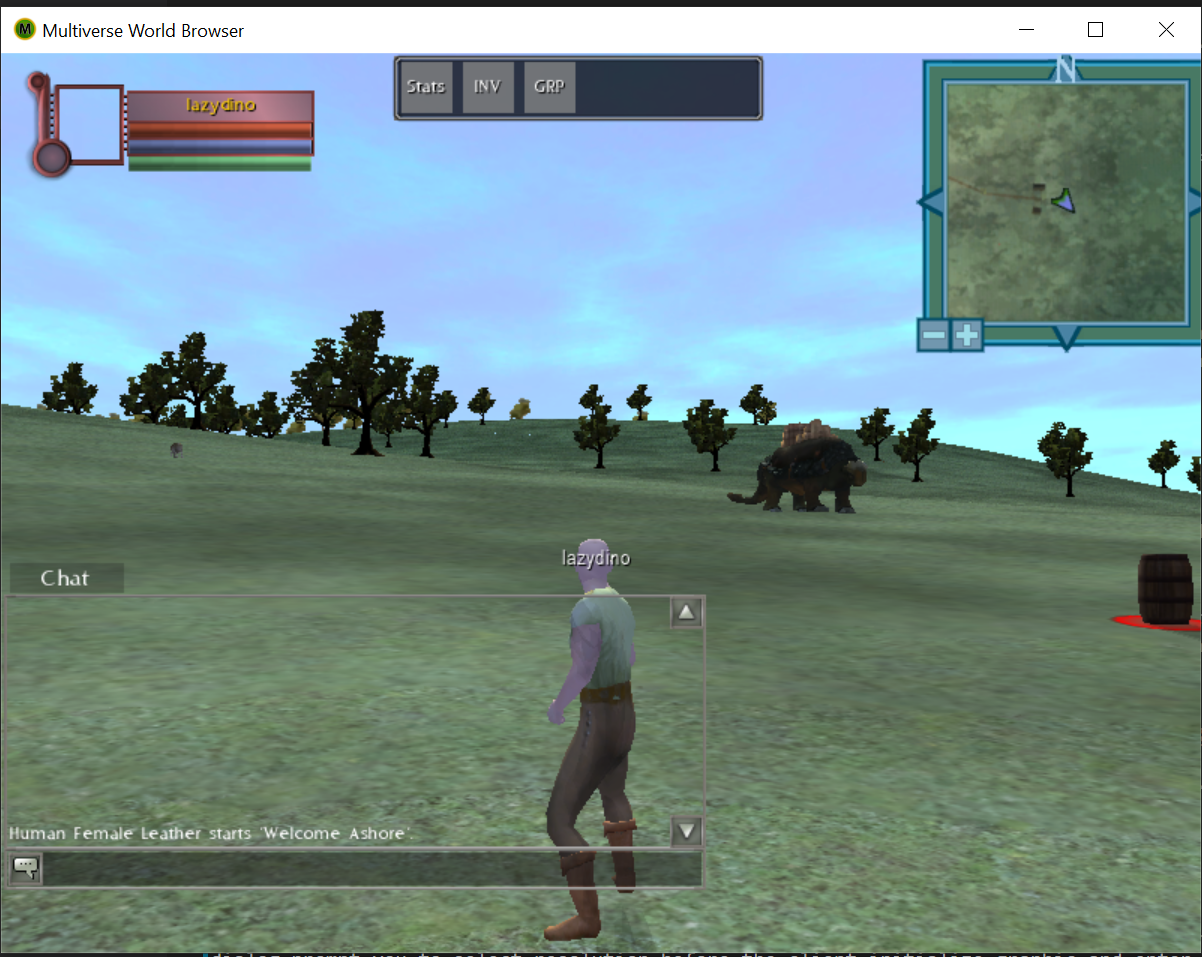 M Multiverse World Browser
lazydino
Stats INV GRP
N
lazydino
Chat
Human Female Leather starts 'Welcome Ashore'.